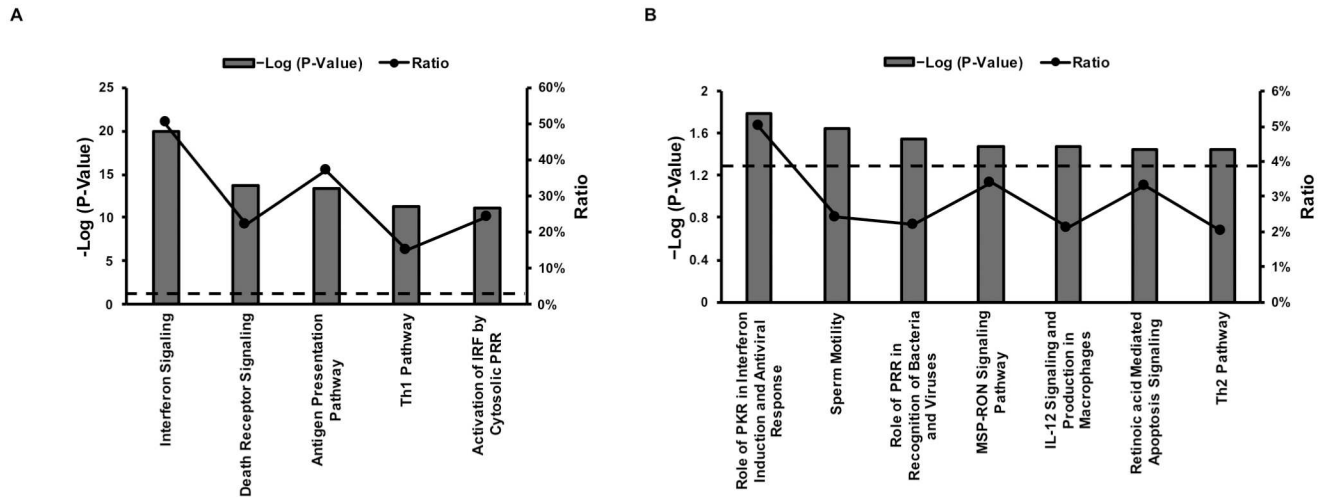 A
−Log (P-Value) Ratio
-Log (P-Value)
25
20
15
10
5
0
60%
50%
40%
30%
20%
10%
0%
Ratio
Interferon Sigaling
Death Receptor Signaling
Antigen Presentation
Pathway
Th1 Pathway
Activation of IRF by
Cytosolic PRR
B
−Log (P-Value) Ratio
−Log (P-Value)
2
1.6
1.2
0.8
0.4
0
6%
5%
4%
3%
2%
1%
0%
Ratio
Role of PKR in Interferon
Induction and Antiviral
Response
Sperm Motility
Role of PRR in
Recognition of Bacteria
and Viruses
MSP-RON Signaling
Pathway
IL-12 Signaling and
Production in
Macrophages
Retinoic acid Mediated
Apoptosis Signaling
Th2 Pathway